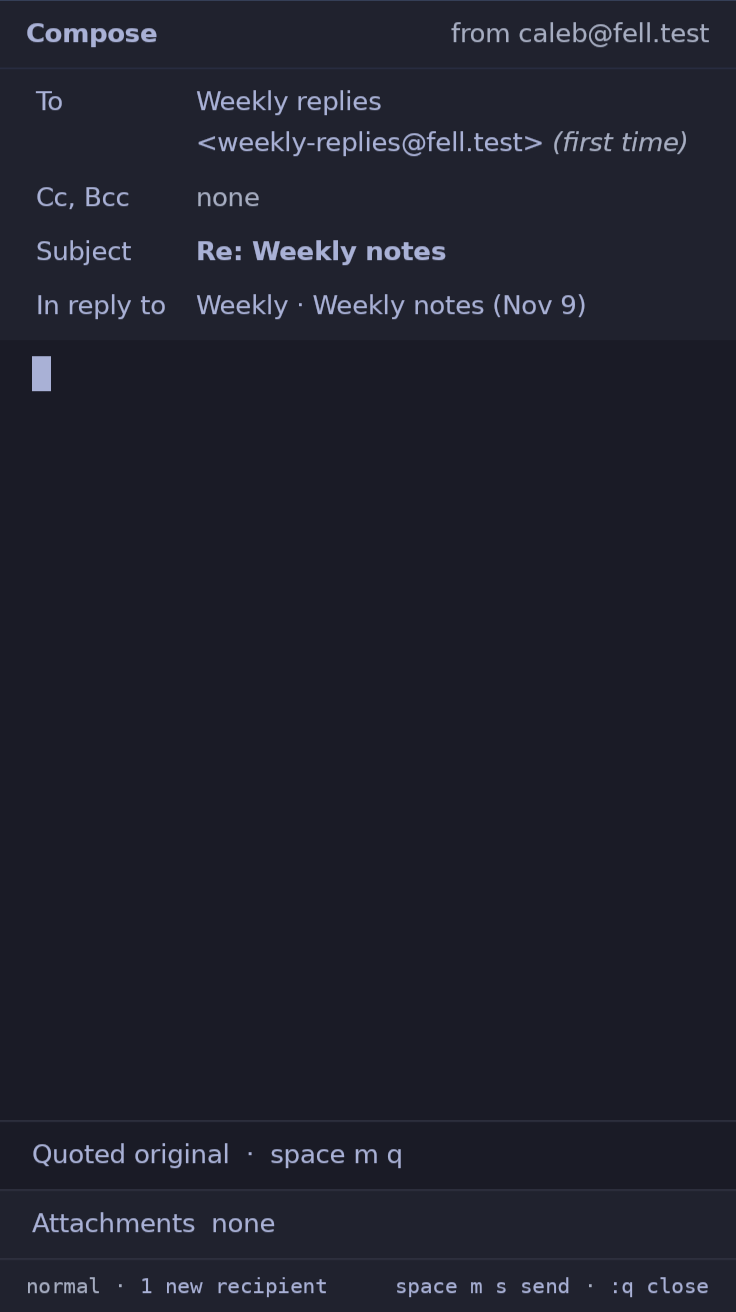 Compose from caleb@fell.test
To Weekly replies
<weekly-replies@fell.test> (first time)
Cc, Bcc none
Subject Re: Weekly notes
In reply to Weekly · Weekly notes (Nov 9)
Quoted original · space m q
Attachments none
normal · 1 new recipient space m s send · :q close